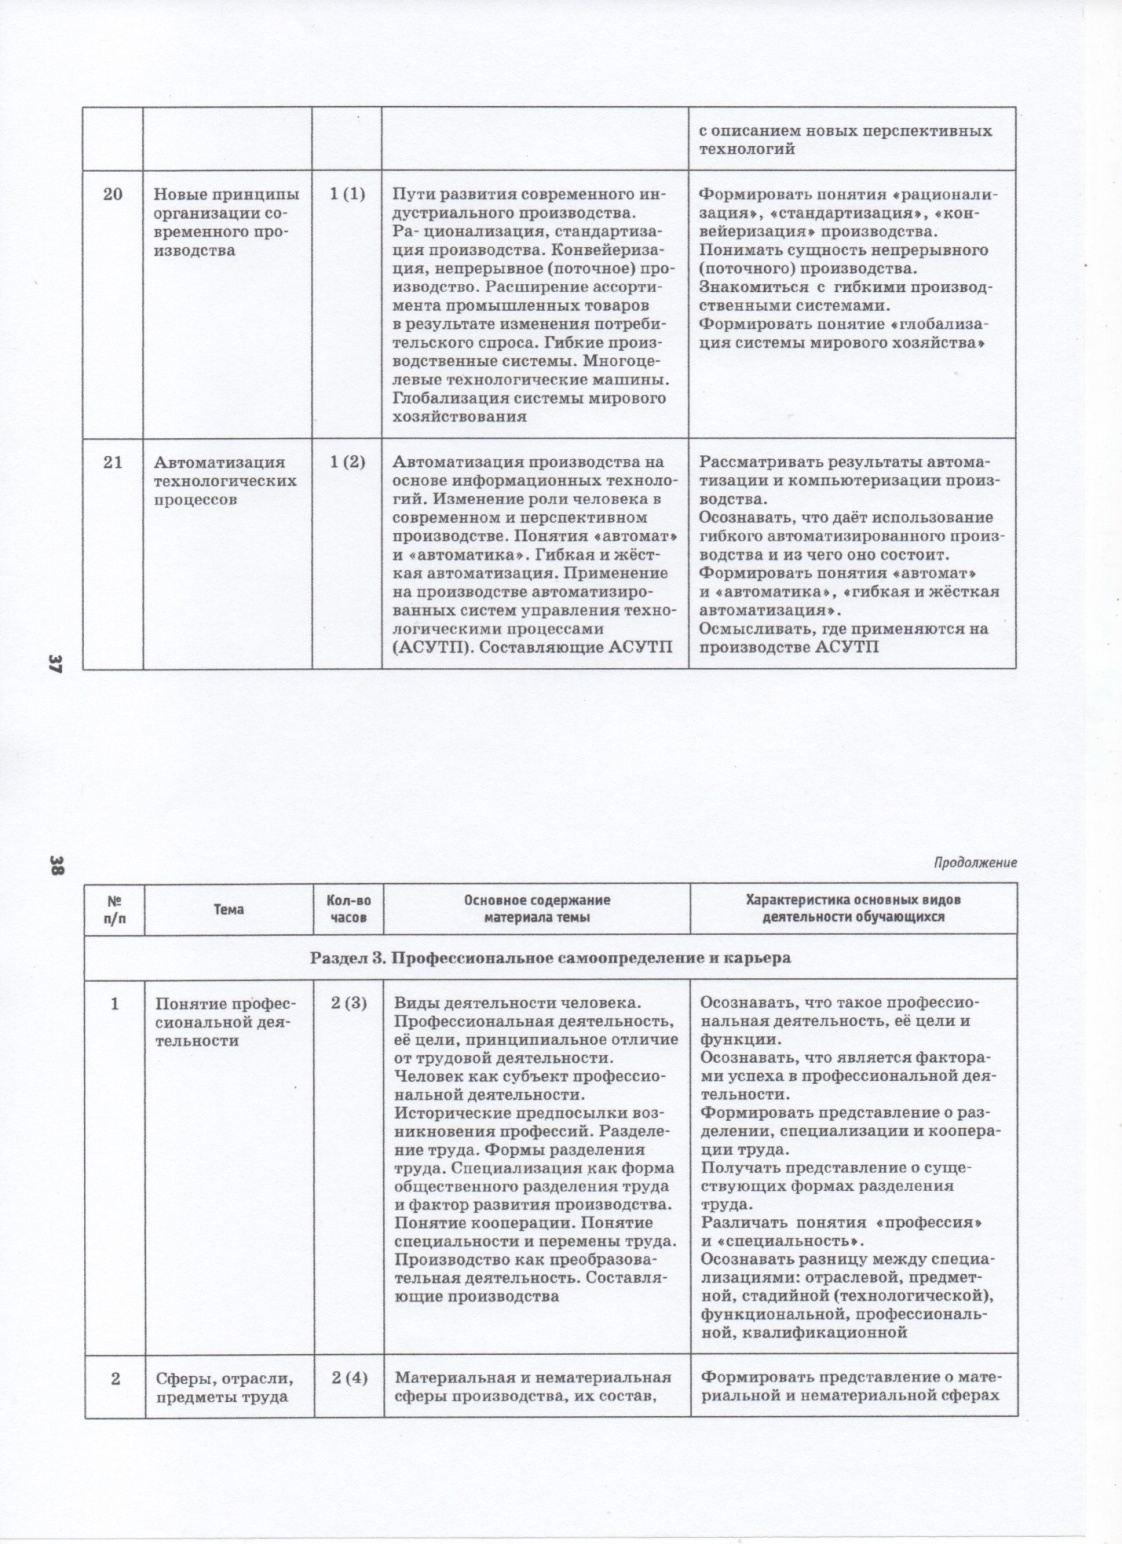 с описанием новых перспективных
технологий
20
Новые принципы
организации со-
временного про-
изводства
1 (1)
Пути развития современного ин-
дустриального производства.
Ра- ционализация, стандартиза-
ция производства. Конвейериза-
ция, непрерывное (поточное) про-
изводство. Расширение ассорти-
мента промышленных товаров
в результате изменения потреби-
тельского спроса. Гибкие произ-
водственные системы. Многоце-
левые технологические машины.
Глобализация системы мирового
хозяйствования
Формировать понятия «рационали-
зация», «стандартизация», «кон-
вейеризация» производства.
Понимать сущность непрерывного
(поточного) производства.
Знакомиться с гибкими производ-
ственными системами.
Формировать понятие «глобализа-
ция системы мирового хозяйства»
21
Автоматизация
технологических
процессов
1 (2)
Автоматизация производства на
основе информационных техноло-
гий. Изменение роли человека в
современном и перспективном
производстве. Понятия «автомат»
и «автоматика». Гибкая и жёст-
кая автоматизация. Применение
на производстве автоматизиро-
ванных систем управления техно-
логическими процессами
(АСУТП). Составляющие АСУТП
Рассматривать результаты автома-
тизации и компьютеризации произ-
водства.
Осознавать, что даёт использование
гибкого автоматизированного произ-
водства и из чего оно состоит.
Формировать понятия «автомат»
и «автоматика», «гибкая и жёсткая
автоматизация».
Осмысливать, где применяются на
производстве АСУТП
37
38
Продолжение
№
п/п
Тема
Кол-во
часов
Основное содержание
материала темы
Характеристика основных видов
деятельности обучающихся
Раздел 3. Профессиональное самоопределение и карьера
1
Понятие профес-
сиональной дея-
тельности
2 (3)
Виды деятельности человека.
Профессиональная деятельность,
её цели, принципиальное отличие
от трудовой деятельности.
Человек как субъект профессио-
нальной деятельности.
Исторические предпосылки воз-
никновения профессий. Разделе-
ние труда. Формы разделения
труда. Специализация как форма
общественного разделения труда
и фактор развития производства.
Понятие кооперации. Понятие
специальности и перемены труда.
Производство как преобразова-
тельная деятельность. Составля-
ющие производства
Осознавать, что такое профессио-
нальная деятельность, её цели и
функции.
Осознавать, что является фактора-
ми успеха в профессиональной дея-
тельности.
Формировать представление о раз-
делении, специализации и коопера-
ции труда.
Получать представление о суще-
ствующих формах разделения
труда.
Различать понятия «профессия»
и «специальность».
Осознавать разницу между специа-
лизациями: отраслевой, предмет-
ной, стадийной (технологической),
функциональной, профессиональ-
ной, квалификационной
2
Сферы, отрасли,
предметы труда
2 (4)
Материальная и нематериальная
сферы производства, их состав,
Формировать представление о мате-
риальной и нематериальной сферах